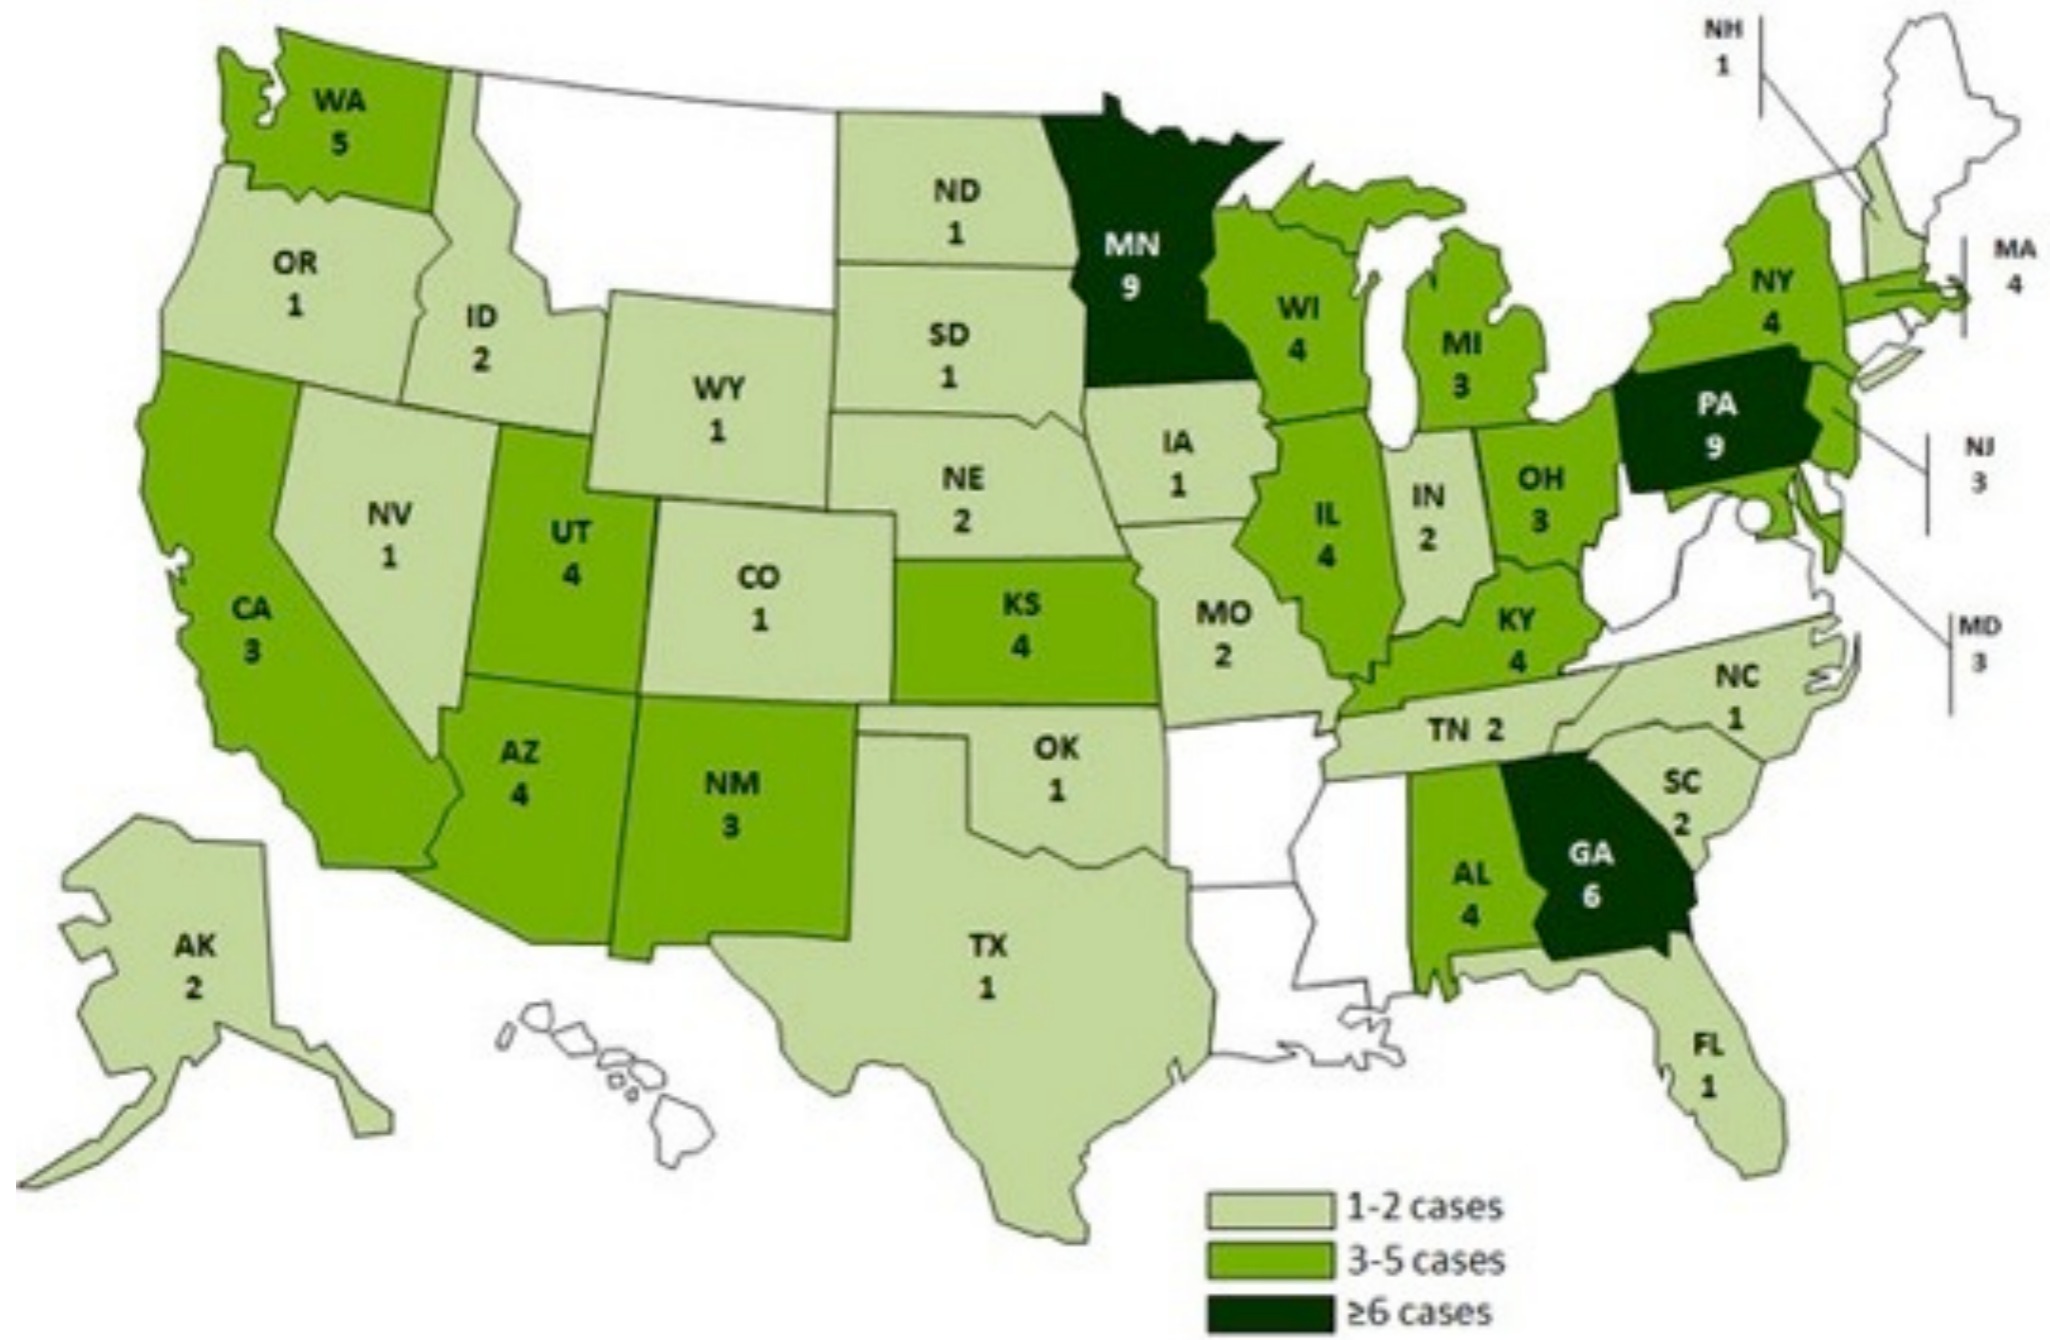 NH
1
WA
5
ND
1
MN
9
MA
4
OR
1
ID
2
WI
4
NY
4
SD
1
MI
3
WY
1
PA
9
IA
1
NJ
3
NE
2
IN
2
OH
3
NV
1
UT
4
IL
4
CO
1
KS
4
MO
2
KY
4
CA
3
MD
3
NC
1
TN 2
AZ
4
OK
1
NM
3
SC
2
GA
6
AL
4
AK
2
TX
1
FL
1
1-2 cases
3-5 cases
≥6 cases